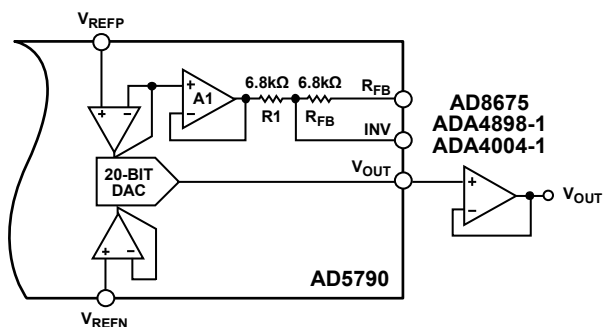 VREFP
6.8kΩ 6.8kΩ
RFB
A1
R1 RFB
INV
AD8675
ADA4898-1
ADA4004-1
20-BIT
DAC
VOUT
VOUT
AD5790
VREFN
+ −
+
−
+
−
+ −